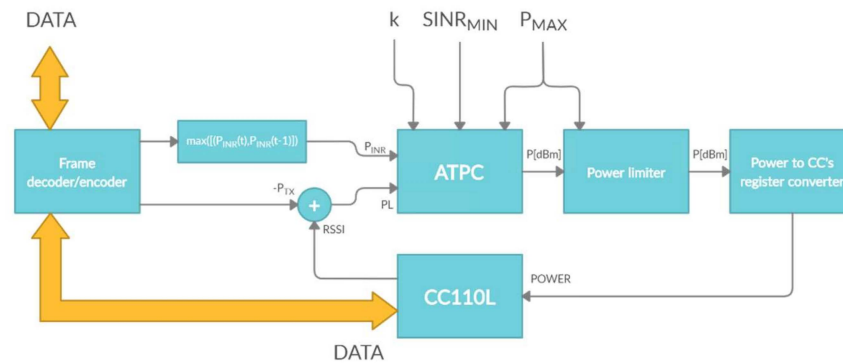 DATA
k
SINR_MIN
P_MAX
Frame
decoder/encoder
max([(P_INR(t),P_INR(t-1)])
P_INR
ATPC
P[dBm]
Power limiter
P[dBm]
Power to CC's
register converter
-P_TX
+
PL
RSSI
CC110L
POWER
DATA